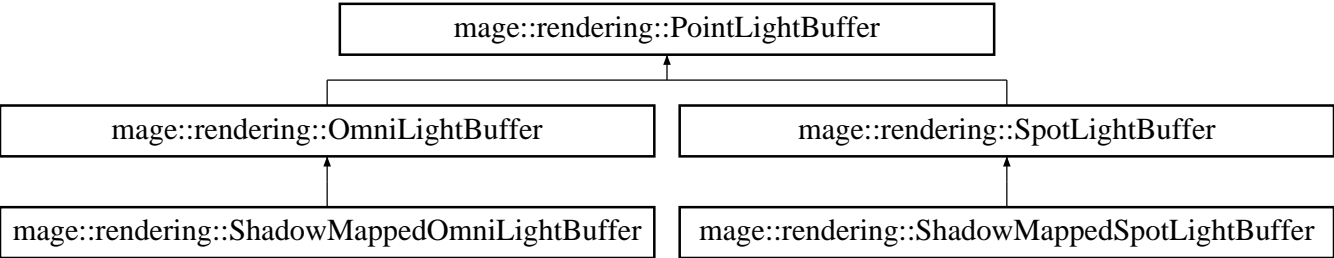 mage::rendering::PointLightBuffer
mage::rendering::OmniLightBuffer
mage::rendering::SpotLightBuffer
mage::rendering::ShadowMappedOmniLightBuffer
mage::rendering::ShadowMappedSpotLightBuffer